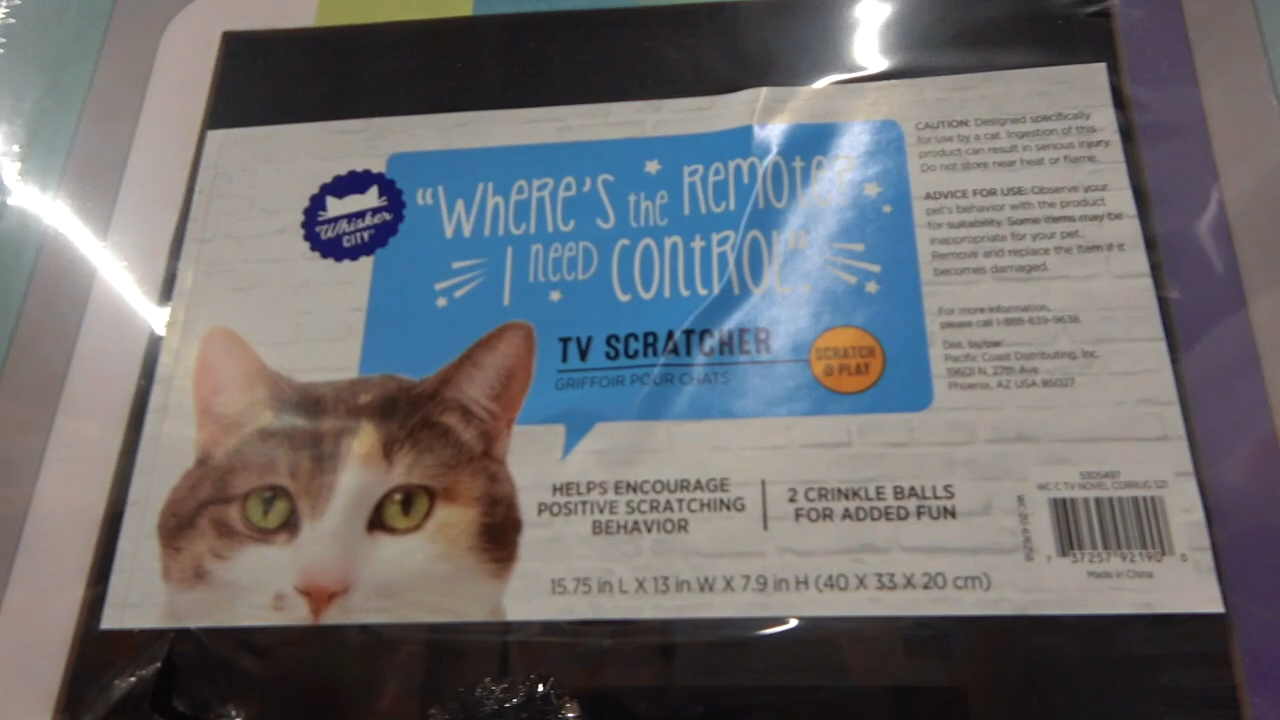 Whisker
CITY®
"WHERE'S the REMOTE?
I NEED CONTROL".
TV SCRATCHER
GRIFFOIR POUR CHATS
SCRATCH
& PLAY
HELPS ENCOURAGE
POSITIVE SCRATCHING
BEHAVIOR
2 CRINKLE BALLS
FOR ADDED FUN
15.75 in L X 13 in W X 7.9 in H (40 X 33 X 20 cm)
CAUTION: Designed specifically
for use by a cat. Ingestion of this
product can result in serious injury.
Do not store near heat or flame.
ADVICE FOR USE: Observe your
pet's behavior with the product
for suitability. Some items may be
inappropriate for your pet.
Remove and replace the item if it
becomes damaged.
For more information,
please call 1-888-839-9638.
Dist. by/par:
Pacific Coast Distributing, Inc.
19601 N. 27th Ave.
Phoenix, AZ USA 85027
5305497
WC C TV NOVEL CORRUG S21
7 37257 92190 0
Made in China